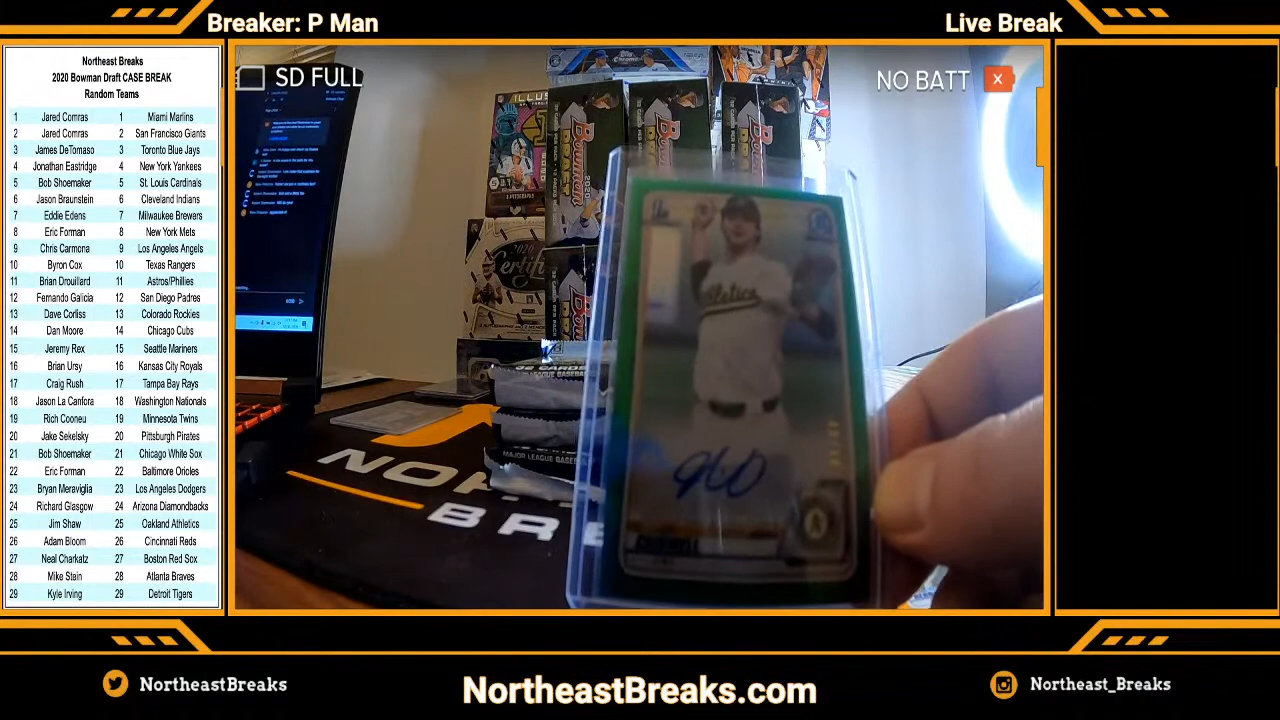 Breaker: P Man
Live Break
Northeast Breaks
2020 Bowman Draft CASE BREAK
Random Teams
1 Jared Comras 1 Miami Marlins
2 Jared Comras 2 San Francisco Giants
3 James DeTomaso 3 Toronto Blue Jays
4 Jonathan Eastridge 4 New York Yankees
5 Bob Shoemaker 5 St. Louis Cardinals
6 Jason Braunstein 6 Cleveland Indians
7 Eddie Edens 7 Milwaukee Brewers
8 Eric Forman 8 New York Mets
9 Chris Carmona 9 Los Angeles Angels
10 Byron Cox 10 Texas Rangers
11 Brian Drouillard 11 Astros/Phillies
12 Fernando Galicia 12 San Diego Padres
13 Dave Corliss 13 Colorado Rockies
14 Dan Moore 14 Chicago Cubs
15 Jeremy Rex 15 Seattle Mariners
16 Brian Ursy 16 Kansas City Royals
17 Craig Rush 17 Tampa Bay Rays
18 Jason La Canfora 18 Washington Nationals
19 Rich Cooneu 19 Minnesota Twins
20 Jake Sekelsky 20 Pittsburgh Pirates
21 Bob Shoemaker 21 Chicago White Sox
22 Eric Forman 22 Baltimore Orioles
23 Bryan Meraviglia 23 Los Angeles Dodgers
24 Richard Glasgow 24 Arizona Diamondbacks
25 Jim Shaw 25 Oakland Athletics
26 Adam Bloom 26 Cincinnati Reds
27 Neal Charkatz 27 Boston Red Sox
28 Mike Stein 28 Atlanta Braves
29 Kyle Irving 29 Detroit Tigers
SD FULL
NO BATT
Bowman
2020
Athletics
MAJOR LEAGUE BASEB
NOR
BRE
NortheastBreaks
NortheastBreaks.com
Northeast_Breaks